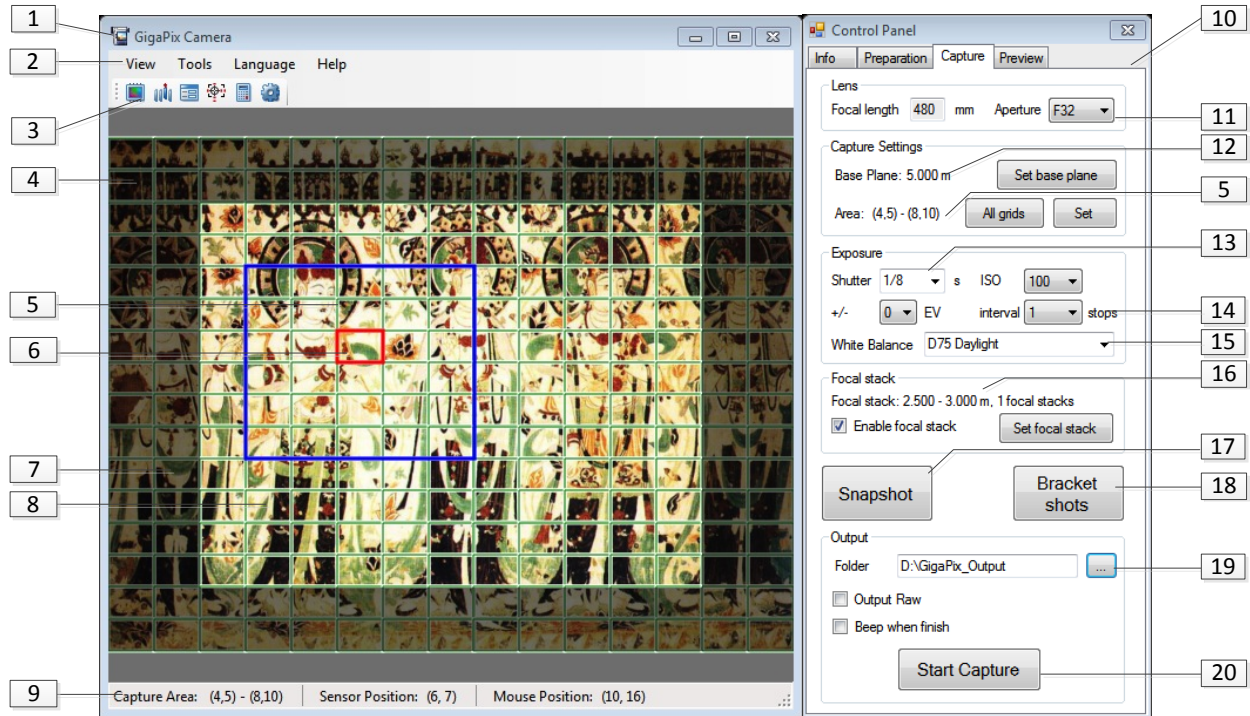 1
2
3
4
5
6
7
8
9
GigaPix Camera
View Tools Language Help
Capture Area: (4,5) - (8,10) Sensor Position: (6, 7) Mouse Position: (10, 16)
Control Panel
Info Preparation Capture Preview
Lens
Focal length 480 mm Aperture F32
Capture Settings
Base Plane: 5.000 m Set base plane
Area: (4,5) - (8,10) All grids Set
Exposure
Shutter 1/8 s ISO 100
+/- 0 EV interval 1 stops
White Balance D75 Daylight
Focal stack
Focal stack: 2.500 - 3.000 m, 1 focal stacks
Enable focal stack Set focal stack
Snapshot Bracket shots
Output
Folder D:\GigaPix_Output ...
Output Raw
Beep when finish
Start Capture
10
11
12
5
13
14
15
16
17
18
19
20